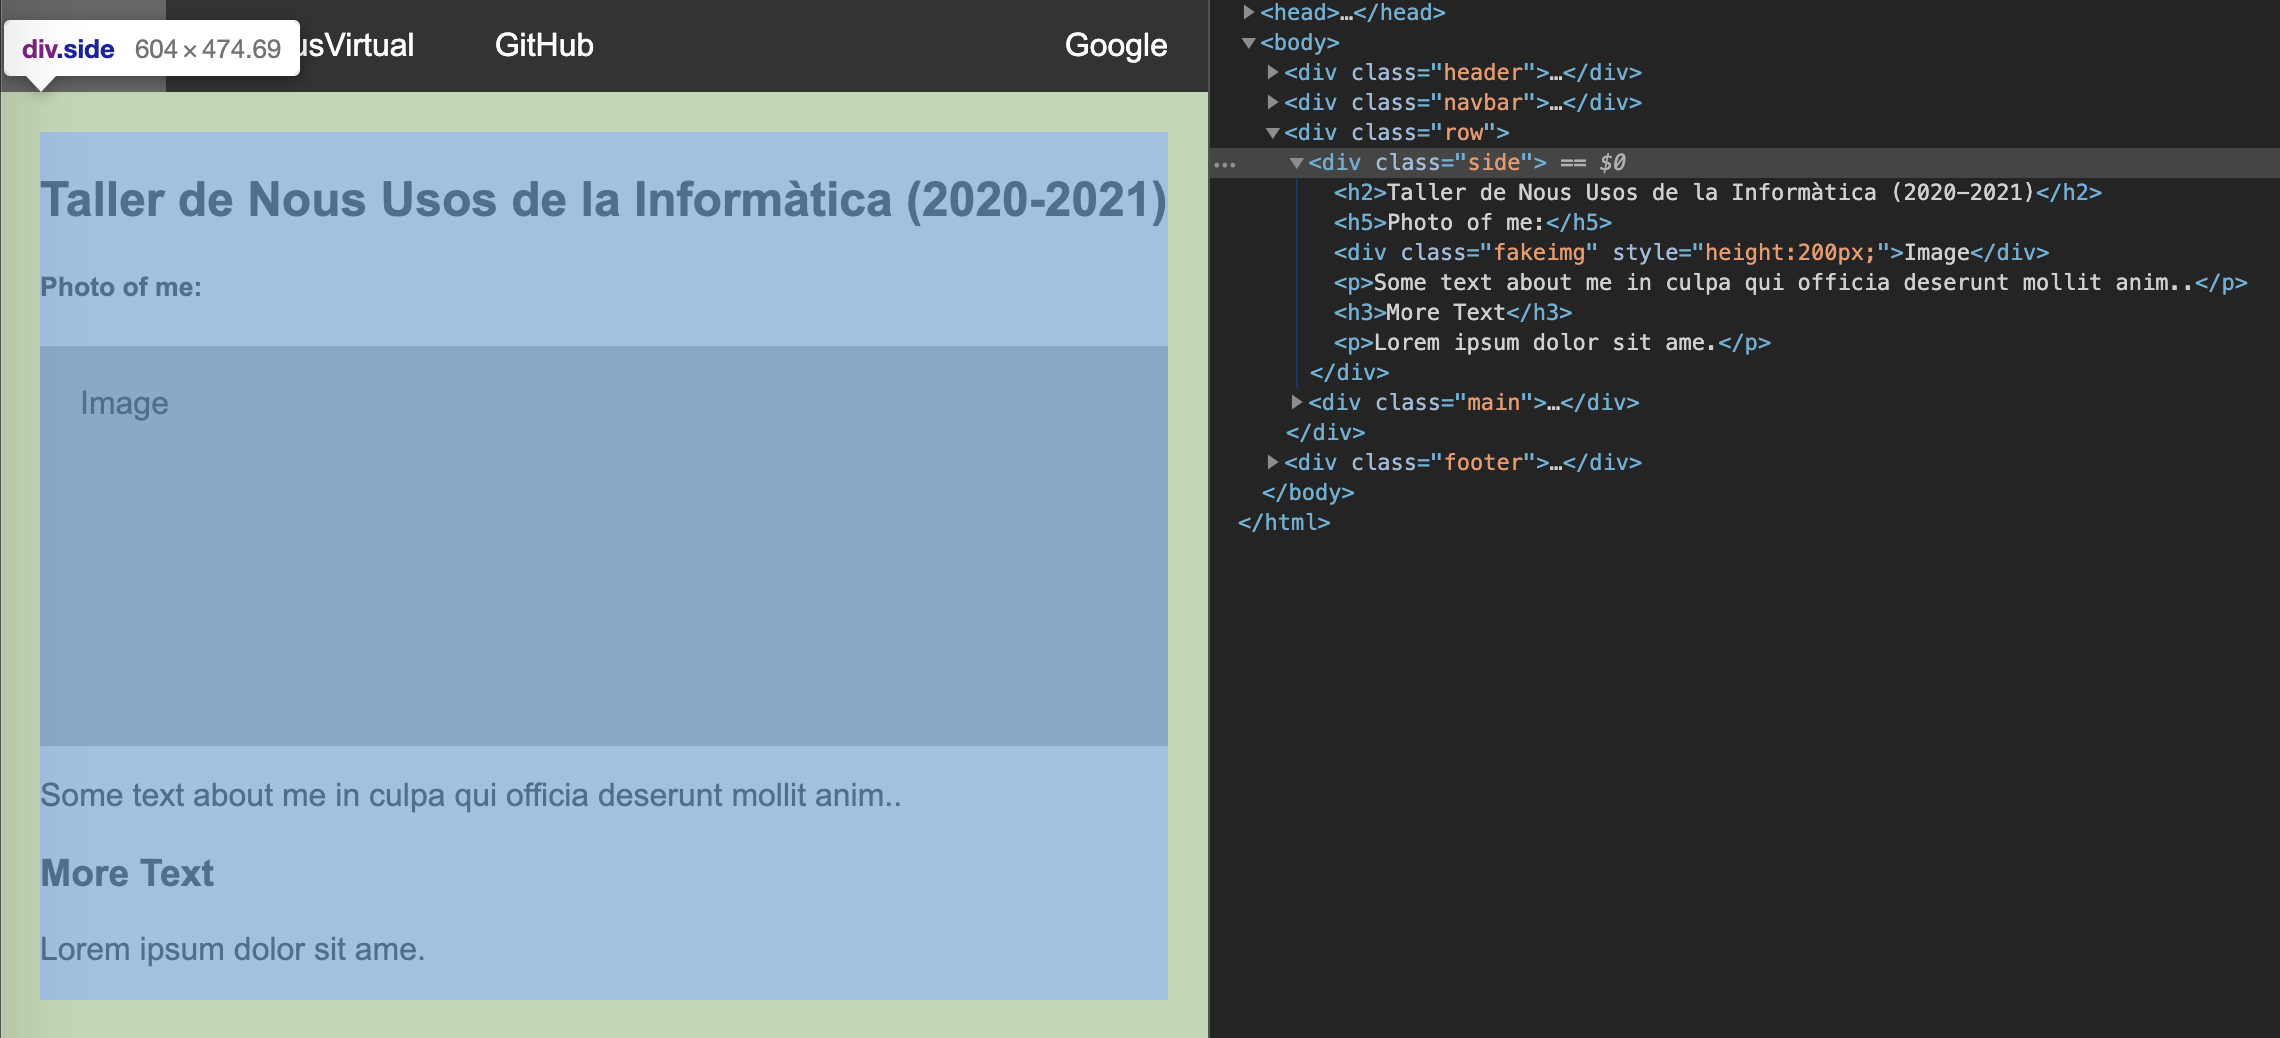 div.side 604 × 474.69
usVirtual GitHub Google
Taller de Nous Usos de la Informàtica (2020-2021)
Photo of me:
Image
Some text about me in culpa qui officia deserunt mollit anim..
More Text
Lorem ipsum dolor sit ame.
<head>…</head>
<body>
<div class="header">…</div>
<div class="navbar">…</div>
<div class="row">
… <div class="side"> == $0
<h2>Taller de Nous Usos de la Informàtica (2020-2021)</h2>
<h5>Photo of me:</h5>
<div class="fakeimg" style="height:200px;">Image</div>
<p>Some text about me in culpa qui officia deserunt mollit anim..</p>
<h3>More Text</h3>
<p>Lorem ipsum dolor sit ame.</p>
</div>
<div class="main">…</div>
</div>
<div class="footer">…</div>
</body>
</html>